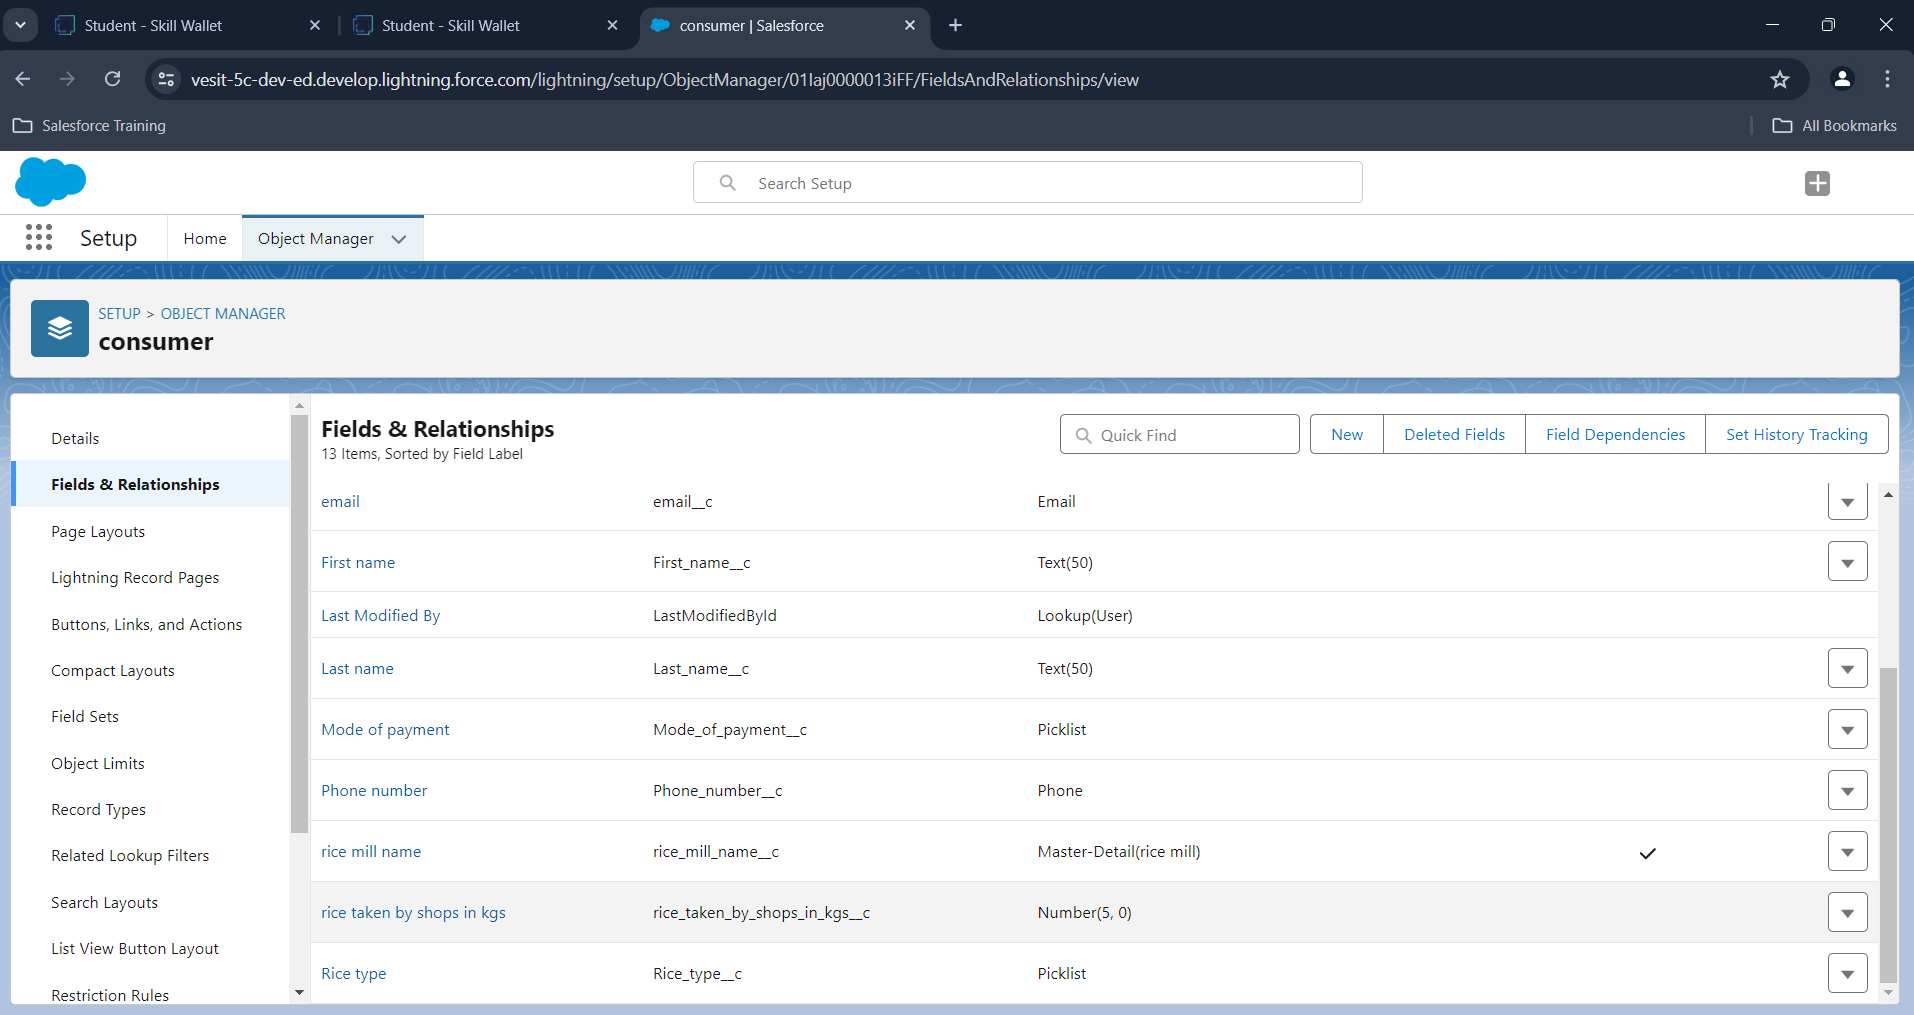 Student - Skill Wallet
Student - Skill Wallet
consumer | Salesforce
vesit-5c-dev-ed.develop.lightning.force.com/lightning/setup/ObjectManager/01Iaj0000013iFF/FieldsAndRelationships/view
Salesforce Training
All Bookmarks
Search Setup
Setup
Home
Object Manager
SETUP > OBJECT MANAGER
consumer
Details
Fields & Relationships
Page Layouts
Lightning Record Pages
Buttons, Links, and Actions
Compact Layouts
Field Sets
Object Limits
Record Types
Related Lookup Filters
Search Layouts
List View Button Layout
Restriction Rules
Fields & Relationships
13 Items, Sorted by Field Label
Quick Find
New
Deleted Fields
Field Dependencies
Set History Tracking
email email__c Email
First name First_name__c Text(50)
Last Modified By LastModifiedById Lookup(User)
Last name Last_name__c Text(50)
Mode of payment Mode_of_payment__c Picklist
Phone number Phone_number__c Phone
rice mill name rice_mill_name__c Master-Detail(rice mill)
rice taken by shops in kgs rice_taken_by_shops_in_kgs__c Number(5, 0)
Rice type Rice_type__c Picklist